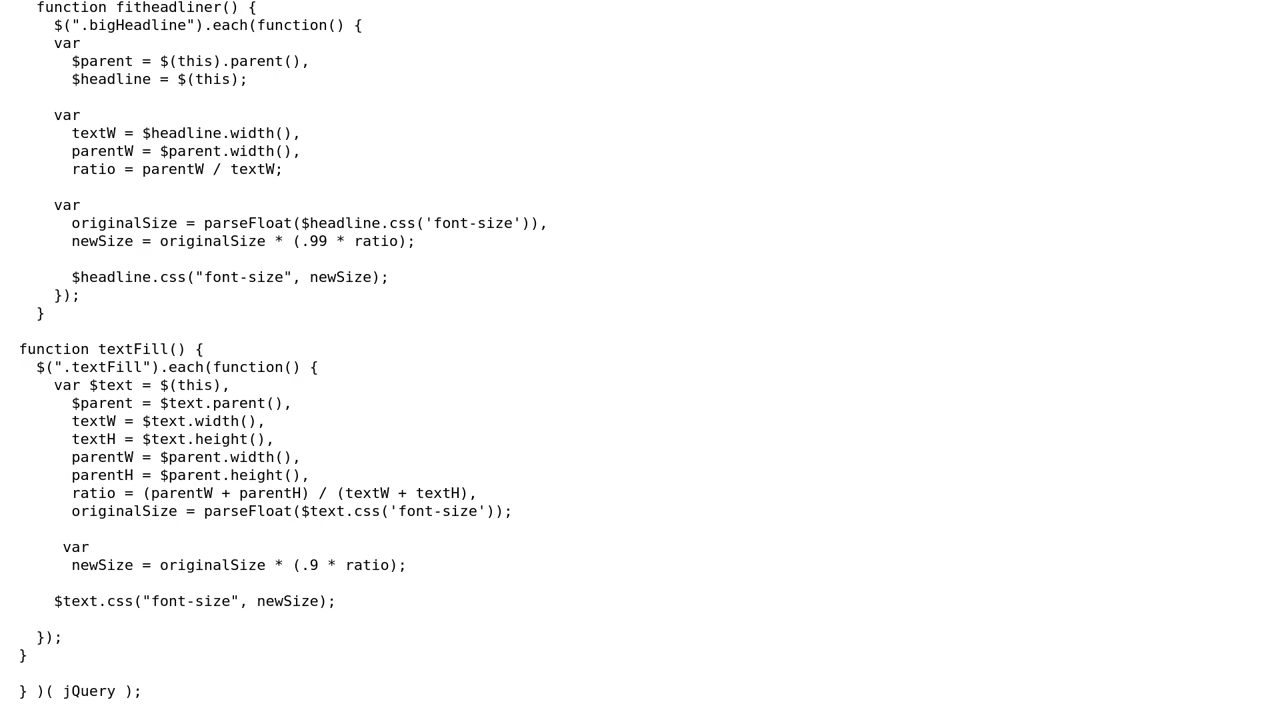 function fitheadliner() {
$(".bigHeadline").each(function() {
var
$parent = $(this).parent(),
$headline = $(this);
var
textW = $headline.width(),
parentW = $parent.width(),
ratio = parentW / textW;
var
originalSize = parseFloat($headline.css('font-size')),
newSize = originalSize * (.99 * ratio);
$headline.css("font-size", newSize);
});
}
function textFill() {
$(".textFill").each(function() {
var $text = $(this),
$parent = $text.parent(),
textW = $text.width(),
textH = $text.height(),
parentW = $parent.width(),
parentH = $parent.height(),
ratio = (parentW + parentH) / (textW + textH),
originalSize = parseFloat($text.css('font-size'));
var
newSize = originalSize * (.9 * ratio);
$text.css("font-size", newSize);
});
}
} )( jQuery );